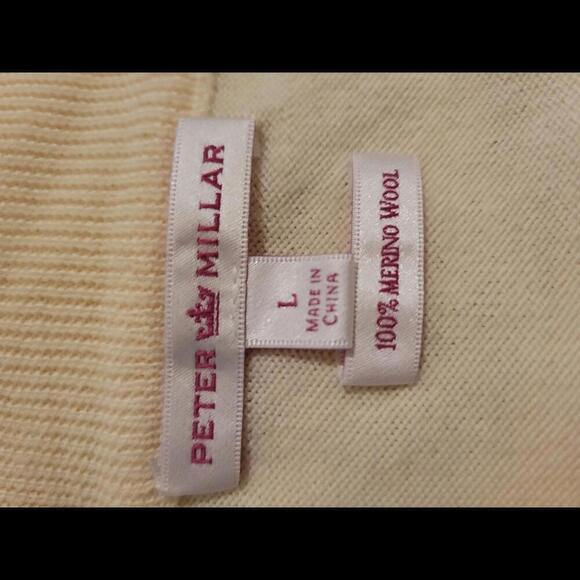 PETER MILLAR
L
MADE IN
CHINA
100% MERINO WOOL